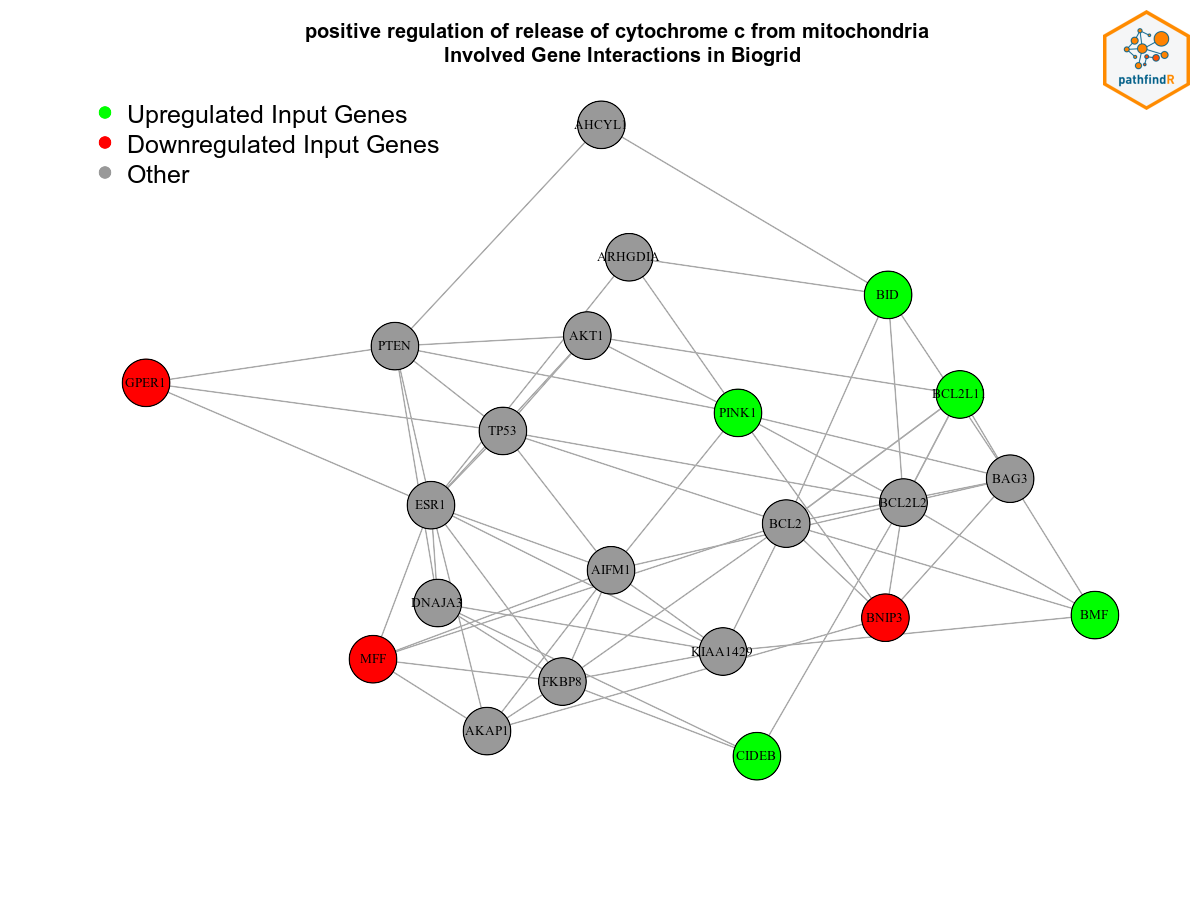 positive regulation of release of cytochrome c from mitochondria
Involved Gene Interactions in Biogrid
pathfindR
Upregulated Input Genes
Downregulated Input Genes
Other
AHCYL1
ARHGDIA
BID
AKT1
PTEN
GPER1
BCL2L1
PINK1
TP53
BAG3
BCL2L2
ESR1
BCL2
AIFM1
DNAJA3
BMF
BNIP3
KIAA1429
MFF
FKBP8
AKAP1
CIDEB